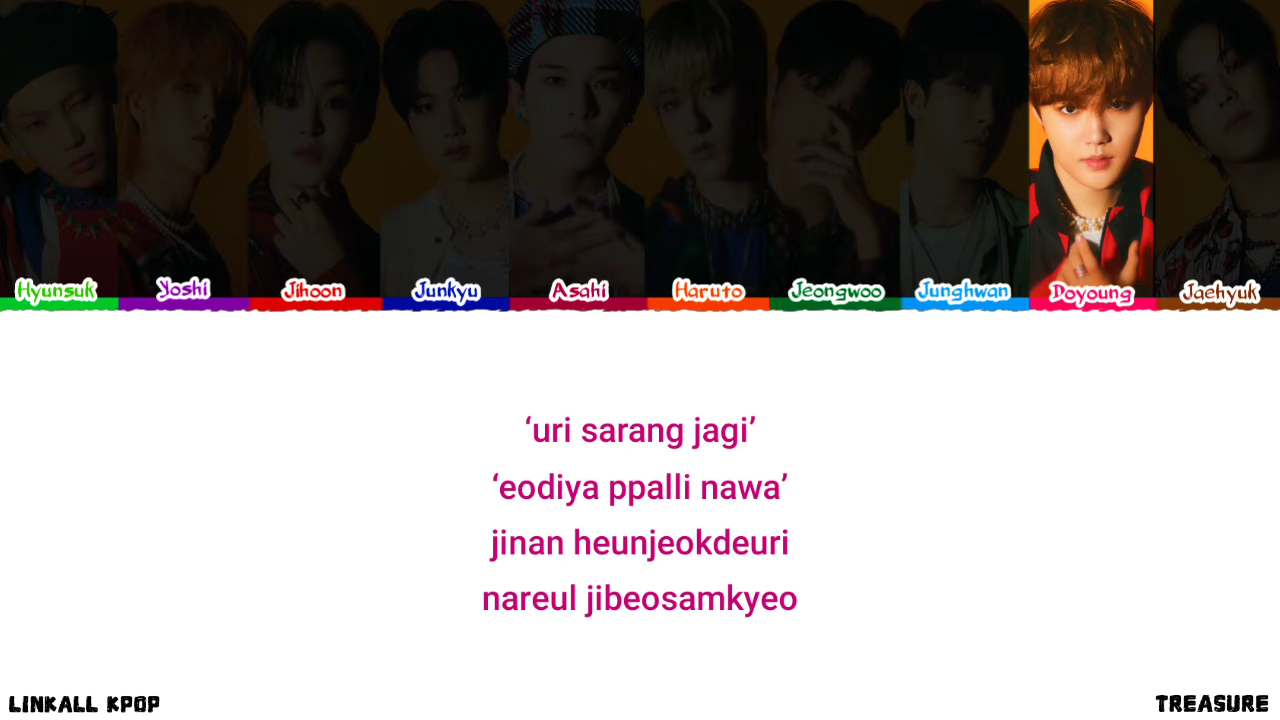 Hyunsuk Yoshi Jihoon Junkyu Asahi Haruto Jeongwoo Junghwan Doyoung Jaehyuk
‘uri sarang jagi’
‘eodiya ppalli nawa’
jinan heunjeokdeuri
nareul jibeosamkyeo
LINKALL KPOP TREASURE